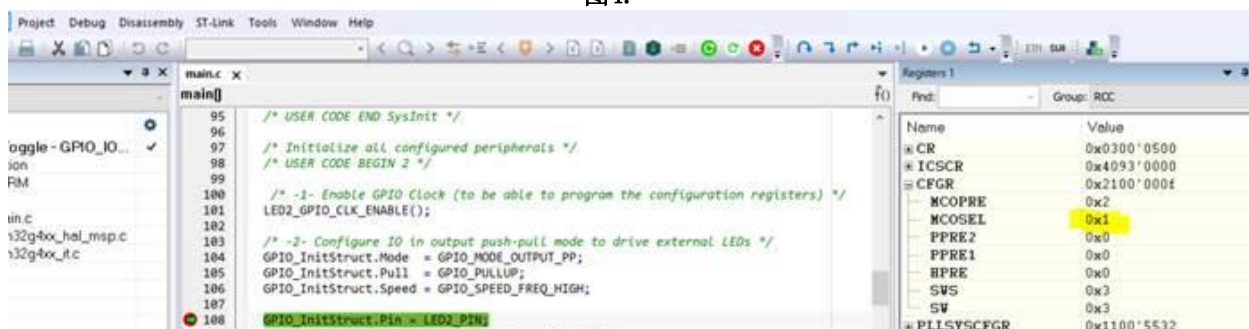 图1.
Project Debug Disassembly ST-Link Tools Window Help
main.c x
Registers 1
main()
f()
Find:
Group: RCC
Name Value
CR 0x0300'0500
ICSCR 0x4093'0000
CFGR 0x2100'000f
MCOPRE 0x2
MCOSEL 0x1
PPRE2 0x0
PPRE1 0x0
HPRE 0x0
SWS 0x3
SW 0x3
PLLSYSCFGR 0x1100'5532
oggle - GPIO_IO...
RM
n32g4xx_hal_msp.c
n32g4xx_it.c
95 /* USER CODE END SysInit */
96
97 /* Initialize all configured peripherals */
98 /* USER CODE BEGIN 2 */
99
100 /* -1- Enable GPIO Clock (to be able to program the configuration registers) */
101 LED2_GPIO_CLK_ENABLE();
102
103 /* -2- Configure IO in output push-pull mode to drive external LEDs */
104 GPIO_InitStruct.Mode = GPIO_MODE_OUTPUT_PP;
105 GPIO_InitStruct.Pull = GPIO_PULLUP;
106 GPIO_InitStruct.Speed = GPIO_SPEED_FREQ_HIGH;
107
108 GPIO_InitStruct.Pin = LED2_PIN;